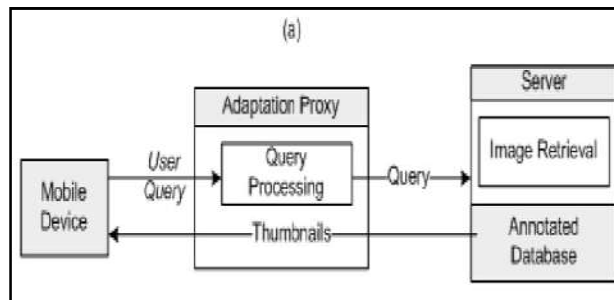 (a)
Server
Adaptation Proxy
Image Retrieval
User
Query
Query
Processing
Query
Mobile
Device
Thumbnails
Annotated
Database